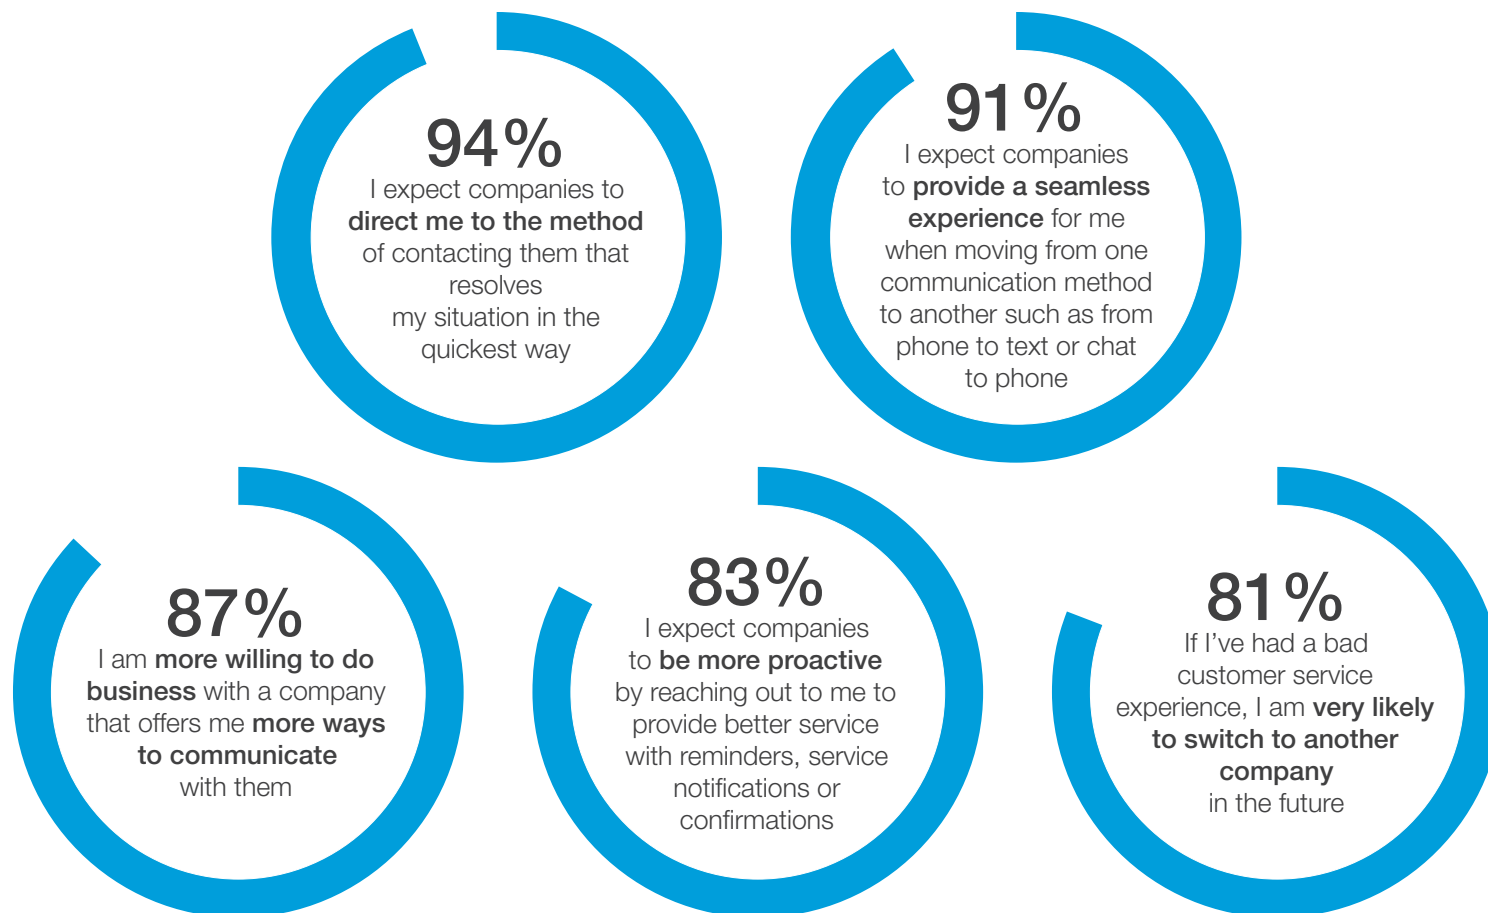 94%
I expect companies to
direct me to the method
of contacting them that
resolves
my situation in the
quickest way
91%
I expect companies
to provide a seamless
experience for me
when moving from one
communication method
to another such as from
phone to text or chat
to phone
87%
I am more willing to do
business with a company
that offers me more ways
to communicate
with them
83%
I expect companies
to be more proactive
by reaching out to me to
provide better service
with reminders, service
notifications or
confirmations
81%
If I’ve had a bad
customer service
experience, I am very likely
to switch to another
company
in the future